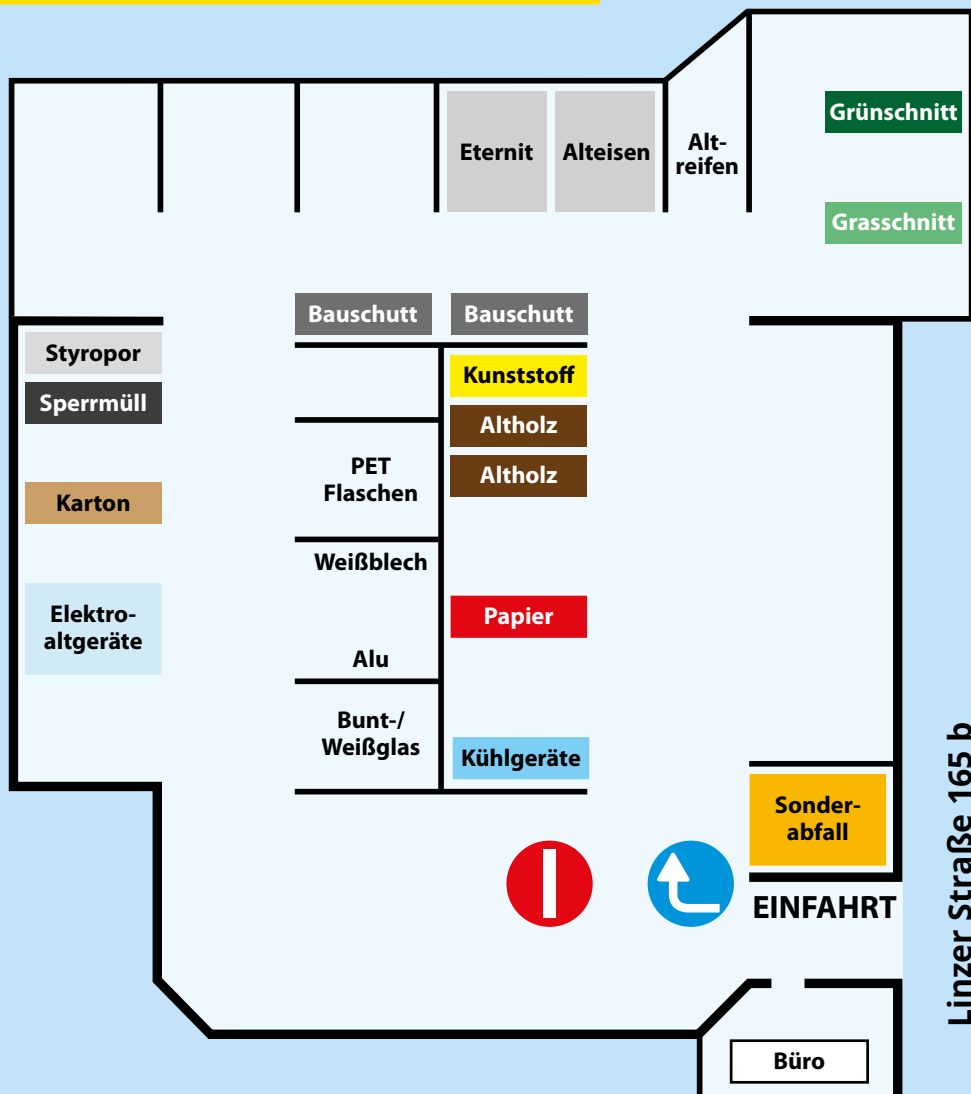 Grünschnitt
Eternit
Alteisen
Alt-
reifen
Grasschnitt
Bauschutt
Bauschutt
Styropor
Sperrmüll
Karton
Elektro-
altgeräte
PET
Flaschen
Weißblech
Alu
Bunt-/
Weißglas
Kunststoff
Altholz
Altholz
Papier
Kühlgeräte
Sonder-
abfall
EINFAHRT
Büro
Linzer Straße 165 b